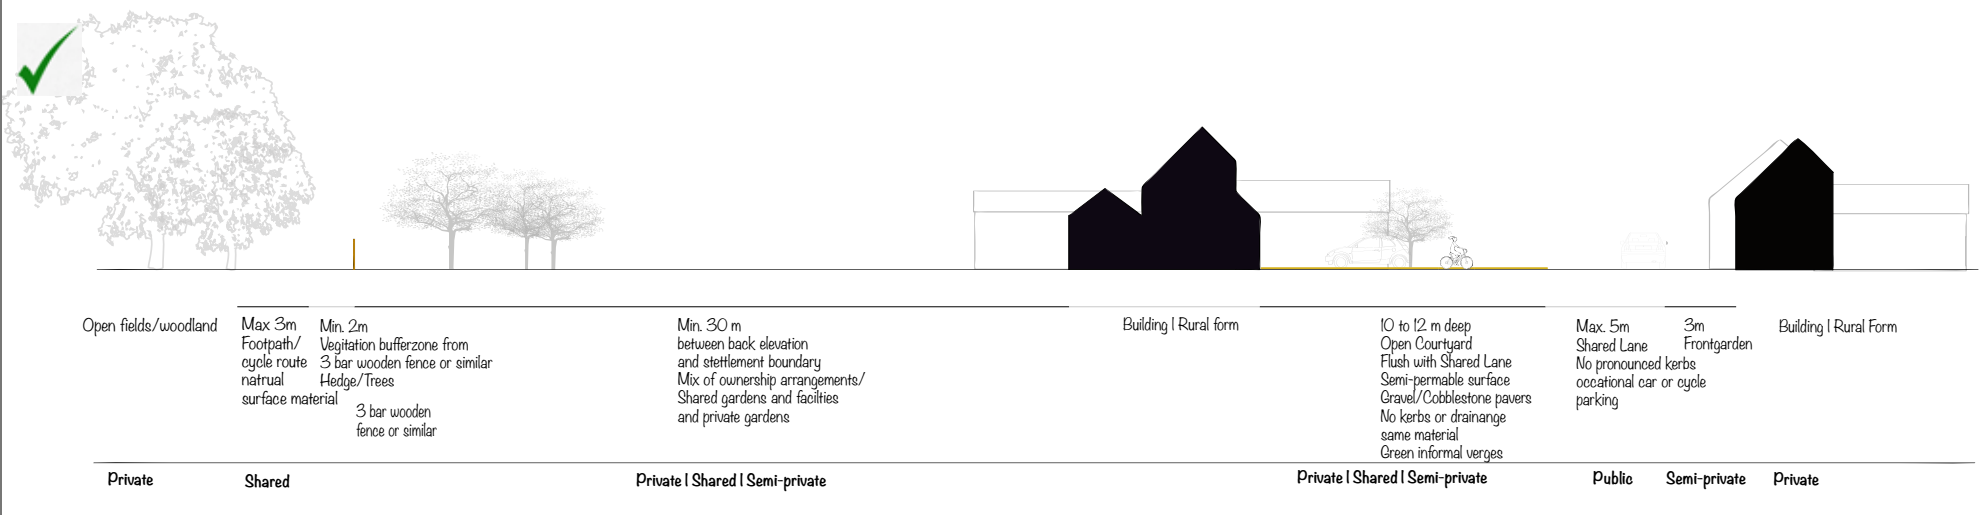 Open fields/woodland
Max 3m
Footpath/
cycle route
natrual
surface material
Min. 2m
Vegitation bufferzone from
3 bar wooden fence or similar
Hedge/Trees
3 bar wooden
fence or similar
Min. 30 m
between back elevation
and stettlement boundary
Mix of ownership arrangements/
Shared gardens and facilties
and private gardens
Building | Rural form
10 to 12 m deep
Open Courtyard
Flush with Shared Lane
Semi-permable surface
Gravel/Cobblestone pavers
No kerbs or drainange
same material
Green informal verges
Max. 5m
Shared Lane
No pronounced kerbs
occational car or cycle
parking
3m
Frontgarden
Building | Rural Form
Private
Shared
Private | Shared | Semi-private
Private | Shared | Semi-private
Public
Semi-private
Private